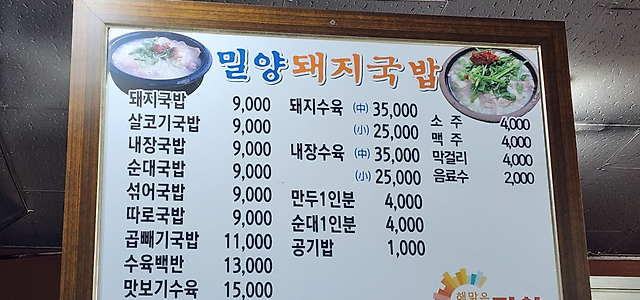 밀양돼지국밥
돼지국밥 9,000
살코기국밥 9,000
내장국밥 9,000
순대국밥 9,000
섞어국밥 9,000
따로국밥 9,000
곱빼기국밥 11,000
수육백반 13,000
맛보기수육 15,000
돼지수육 (中) 35,000
(小) 25,000
내장수육 (中) 35,000
(小) 25,000
만두1인분 4,000
순대1인분 4,000
공기밥 1,000
소주 4,000
맥주 4,000
막걸리 4,000
음료수 2,000
해맑은